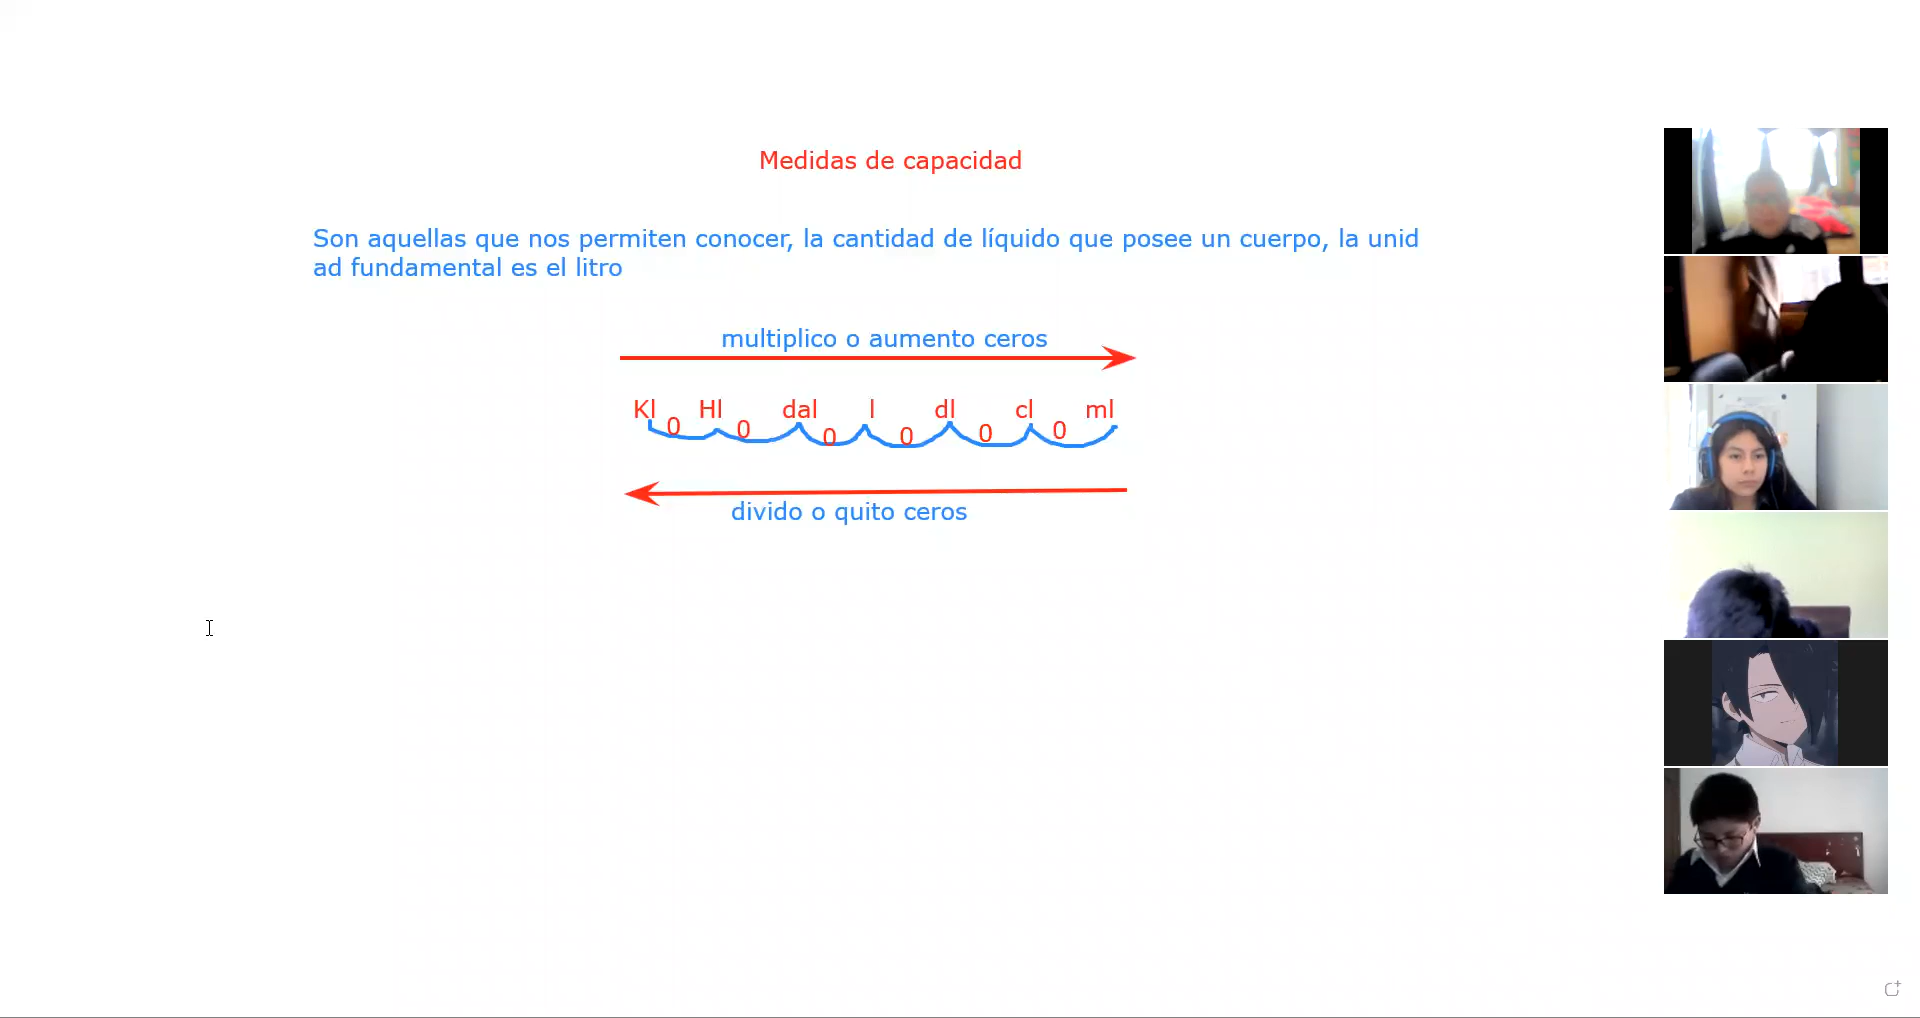 Medidas de capacidad
Son aquellas que nos permiten conocer, la cantidad de líquido que posee un cuerpo, la unid
ad fundamental es el litro
multiplico o aumento ceros
Kl Hl dal l dl cl ml
0 0 0 0 0 0
divido o quito ceros